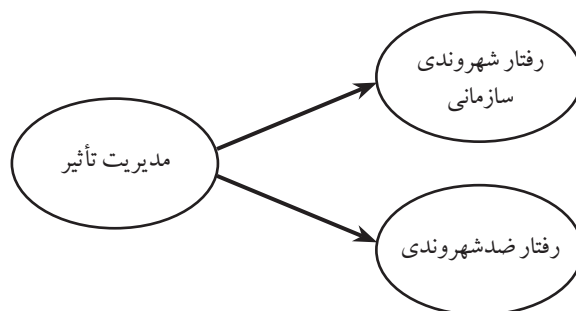 رفتار شهروندی
سازمانی
مدیریت تأثیر
رفتار ضدشهروندی